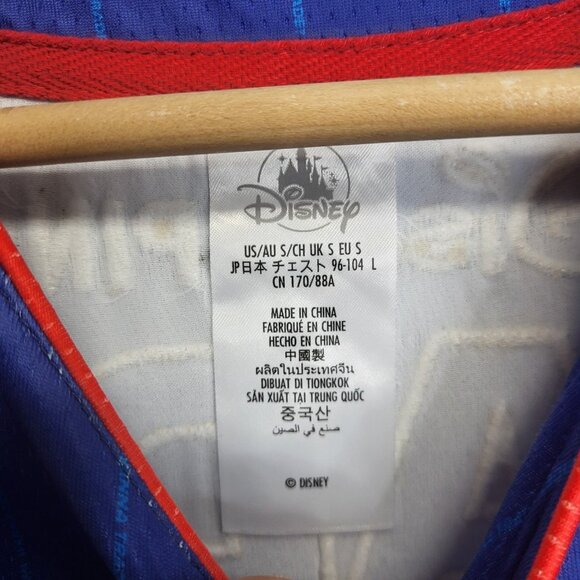 Disney
US/AU S/CH UK S EU S
JP日本 チェスト 96-104 L
CN 170/88A
MADE IN CHINA
FABRIQUÉ EN CHINE
HECHO EN CHINA
中國製
ผลิตในประเทศจีน
DIBUAT DI TIONGKOK
SẢN XUẤT TẠI TRUNG QUỐC
중국산
صنع في الصين
© DISNEY